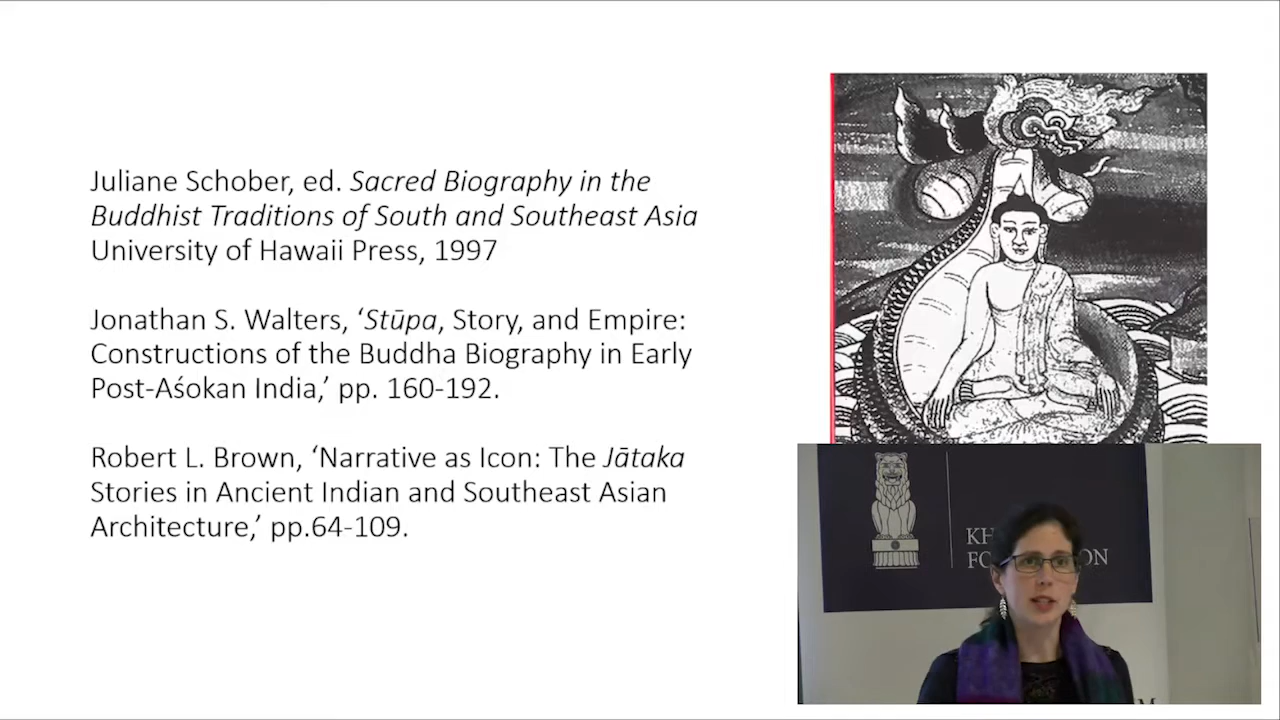 Juliane Schober, ed. Sacred Biography in the
Buddhist Traditions of South and Southeast Asia
University of Hawaii Press, 1997
Jonathan S. Walters, ‘Stūpa, Story, and Empire:
Constructions of the Buddha Biography in Early
Post-Aśokan India,’ pp. 160-192.
Robert L. Brown, ‘Narrative as Icon: The Jātaka
Stories in Ancient Indian and Southeast Asian
Architecture,’ pp.64-109.